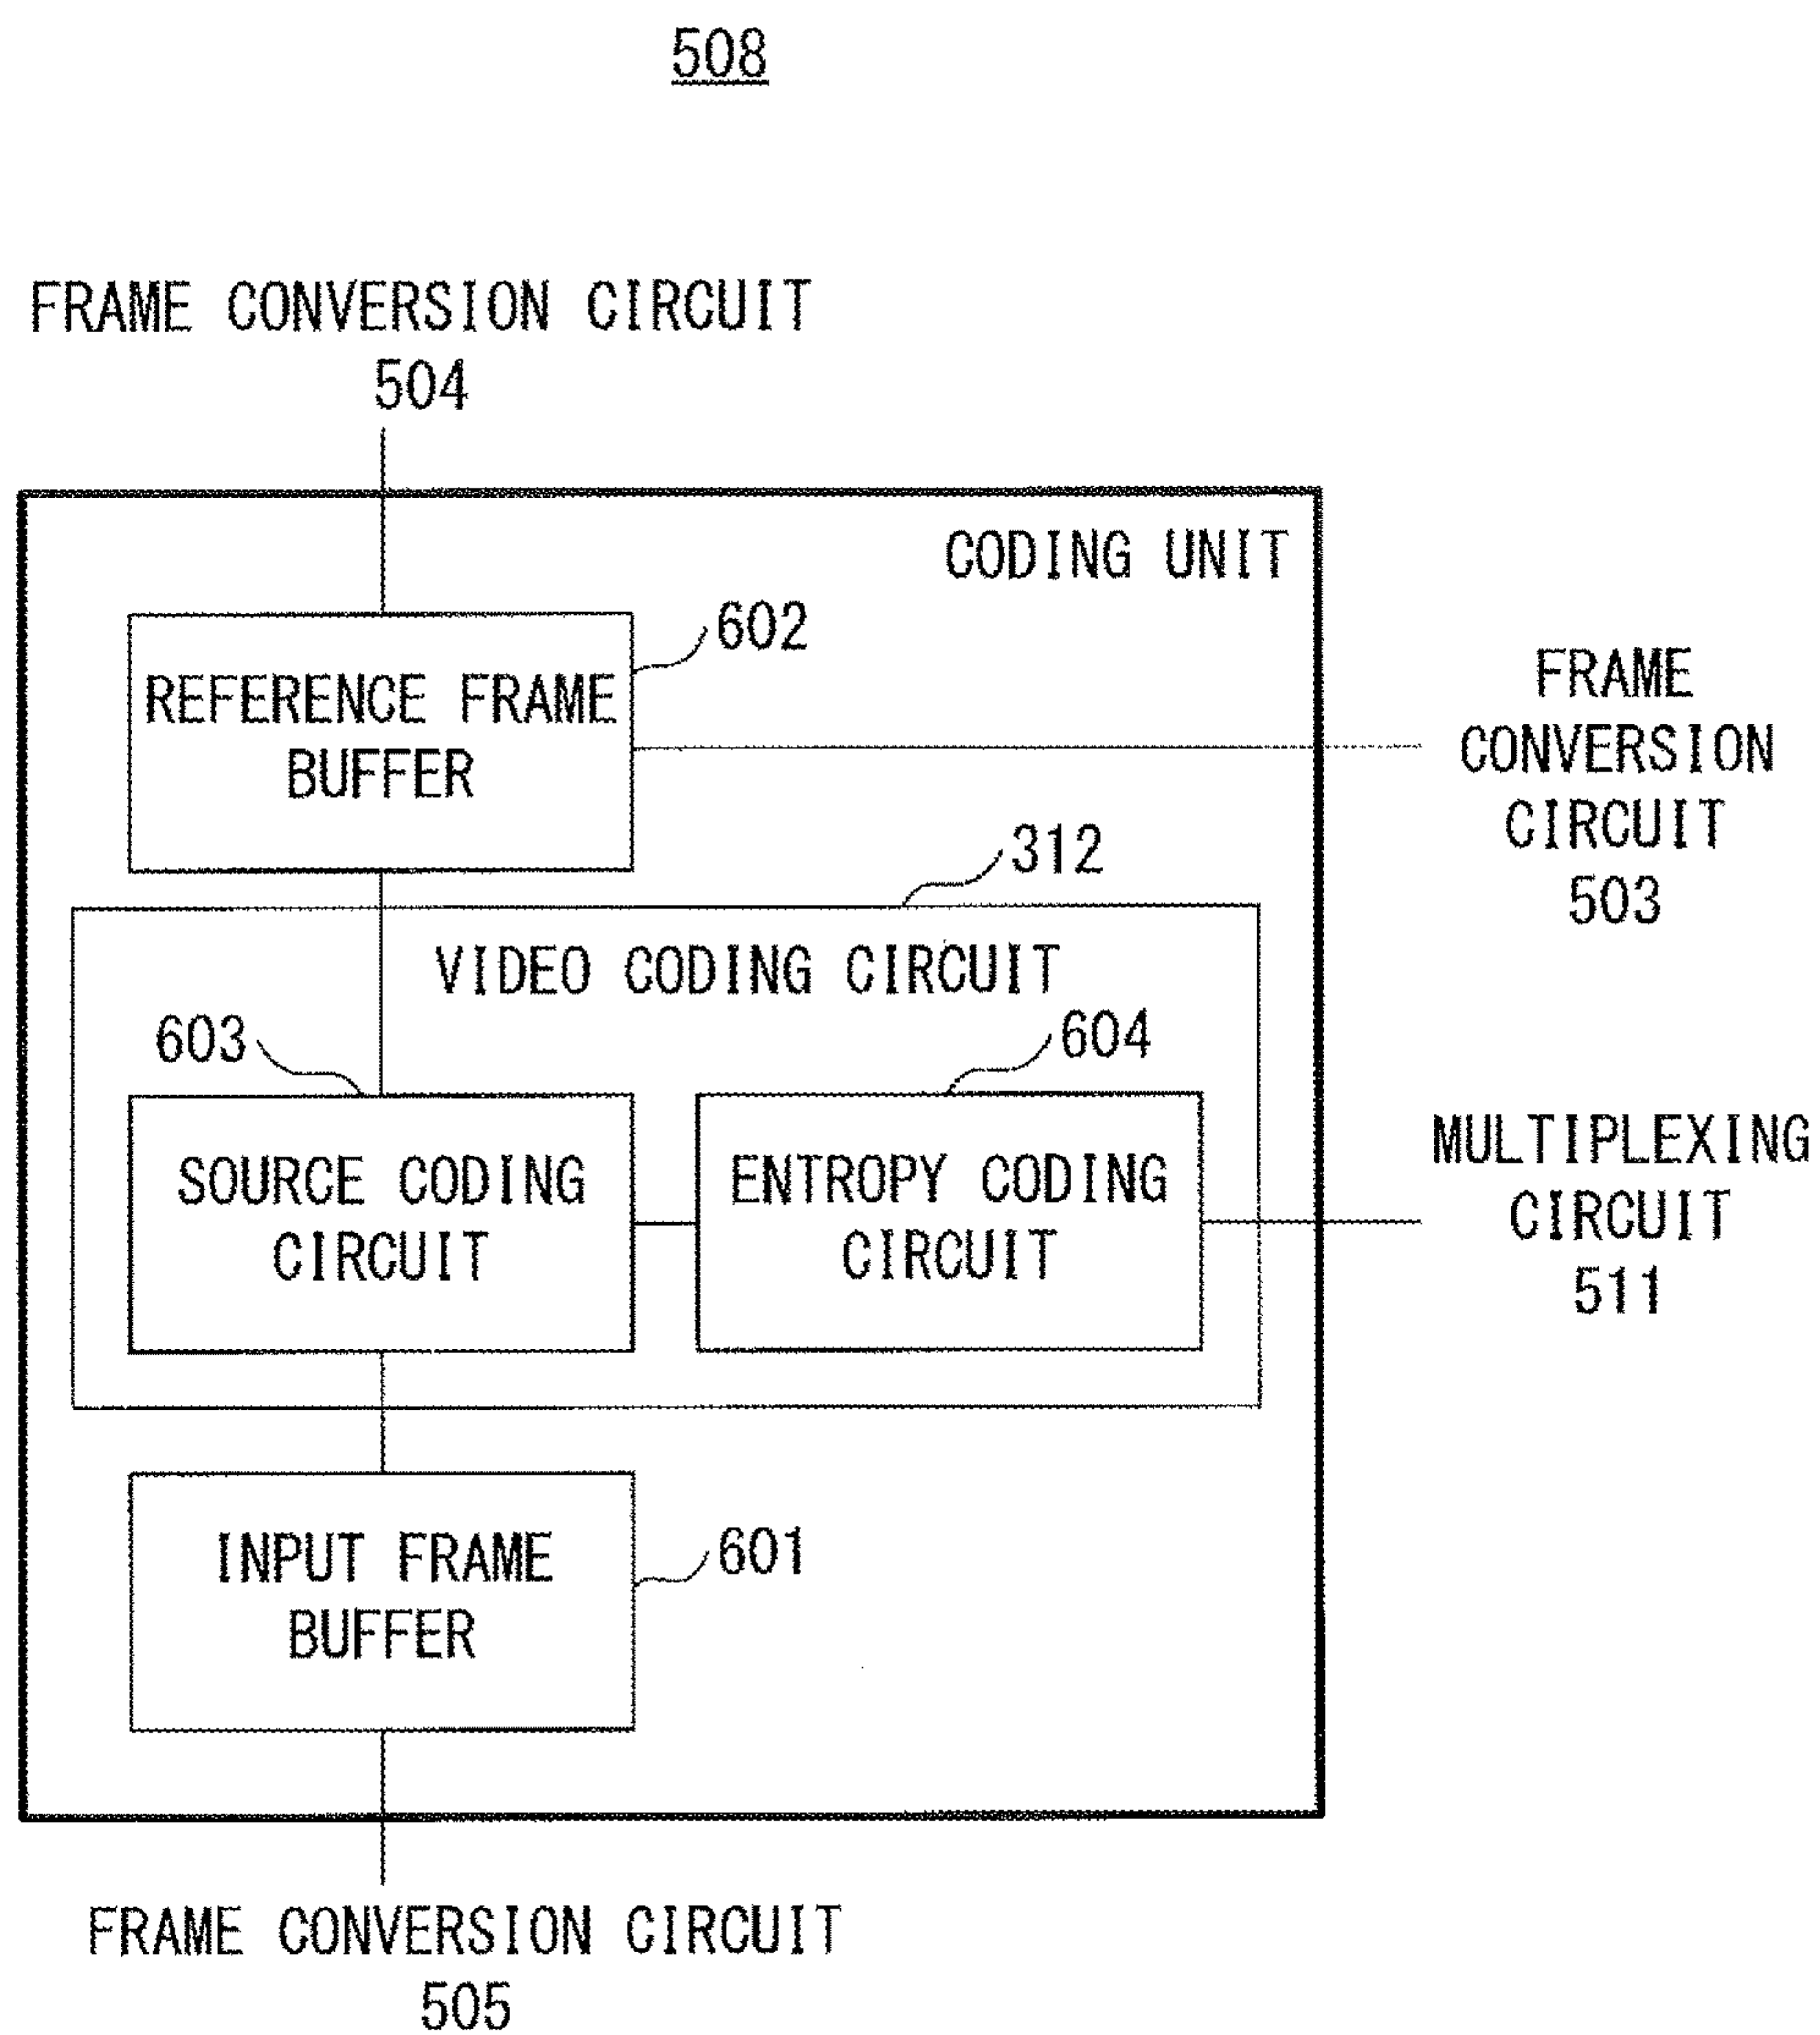 508
FRAME CONVERSION CIRCUIT
504
CODING UNIT
602
REFERENCE FRAME
BUFFER
FRAME
CONVERSION
CIRCUIT
503
312
VIDEO CODING CIRCUIT
603
604
SOURCE CODING
CIRCUIT
ENTROPY CODING
CIRCUIT
MULTIPLEXING
CIRCUIT
511
INPUT FRAME
BUFFER
601
FRAME CONVERSION CIRCUIT
505